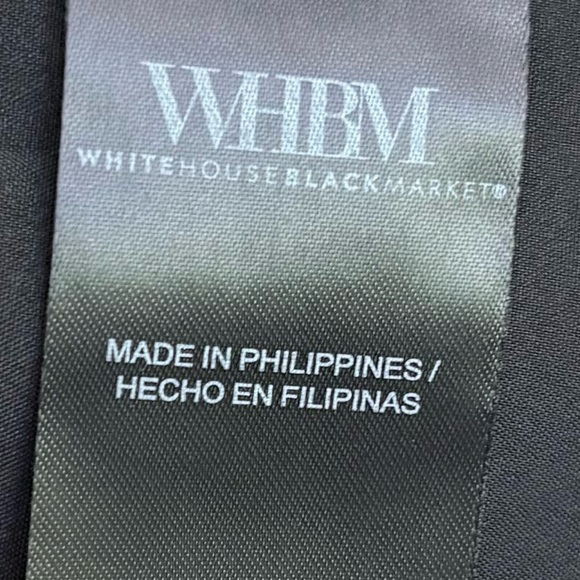 WHBM
WHITEHOUSEBLACKMARKET®
MADE IN PHILIPPINES /
HECHO EN FILIPINAS